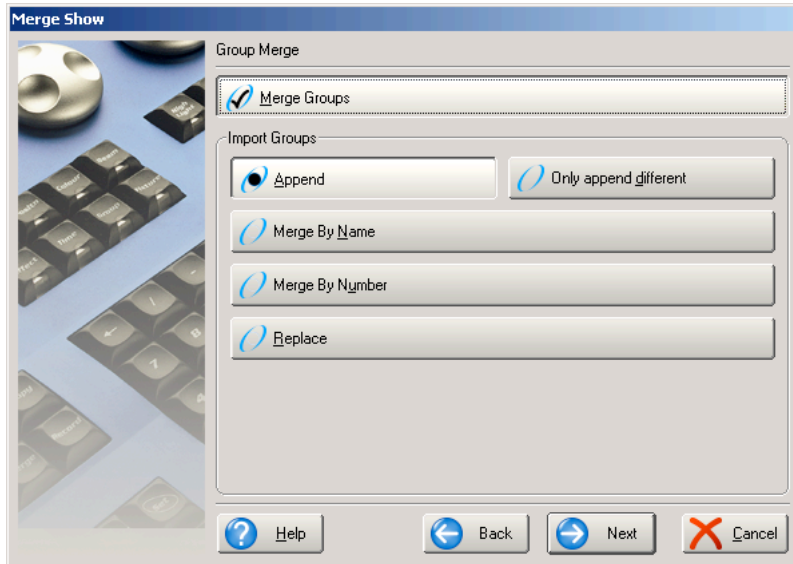 Merge Show
Group Merge
Merge Groups
Import Groups
Append
Only append different
Merge By Name
Merge By Number
Replace
Help
Back
Next
Cancel